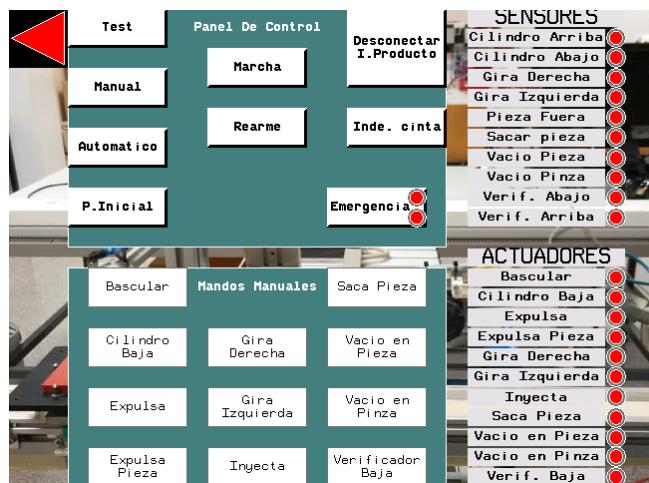 Test
Panel De Control
Desconectar
I.Producto
Marcha
Manual
Rearme
Inde. cinta
Automatico
P.Inicial
Emergencia
SENSORES
Cilindro Arriba
Cilindro Abajo
Gira Derecha
Gira Izquierda
Pieza Fuera
Sacar pieza
Vacio Pieza
Vacio Pinza
Verif. Abajo
Verif. Arriba
Bascular
Mandos Manuales
Saca Pieza
Cilindro
Baja
Gira
Derecha
Vacio en
Pieza
Expulsa
Gira
Izquierda
Vacio en
Pinza
Expulsa
Pieza
Inyecta
Verificador
Baja
ACTUADORES
Bascular
Cilindro Baja
Expulsa
Expulsa Pieza
Gira Derecha
Gira Izquierda
Inyecta
Saca Pieza
Vacio en Pieza
Vacio en Pinza
Verif. Baja